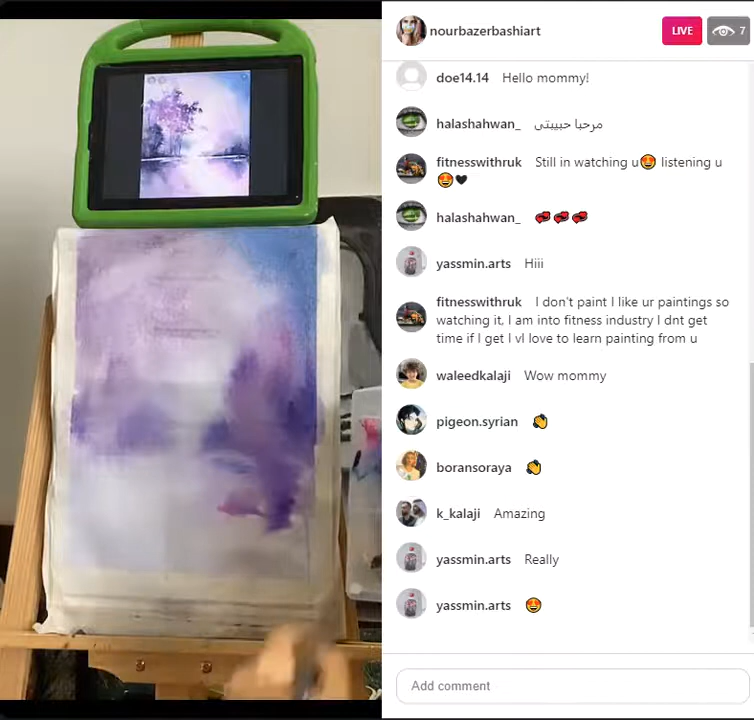 nourbazerbashiart
LIVE
7
doe14.14 Hello mommy!
halashahwan_ مرحبا حبيبتي
fitnesswithruk Still in watching u🤩 listening u
🤩🖤
halashahwan_ 💋💋💋
yassmin.arts Hiii
fitnesswithruk I don't paint I like ur paintings so
watching it, I am into fitness industry I dnt get
time if I get I vl love to learn painting from u
waleedkalaji Wow mommy
pigeon.syrian 👏
boransoraya 👏
k_kalaji Amazing
yassmin.arts Really
yassmin.arts 🤩
Add comment